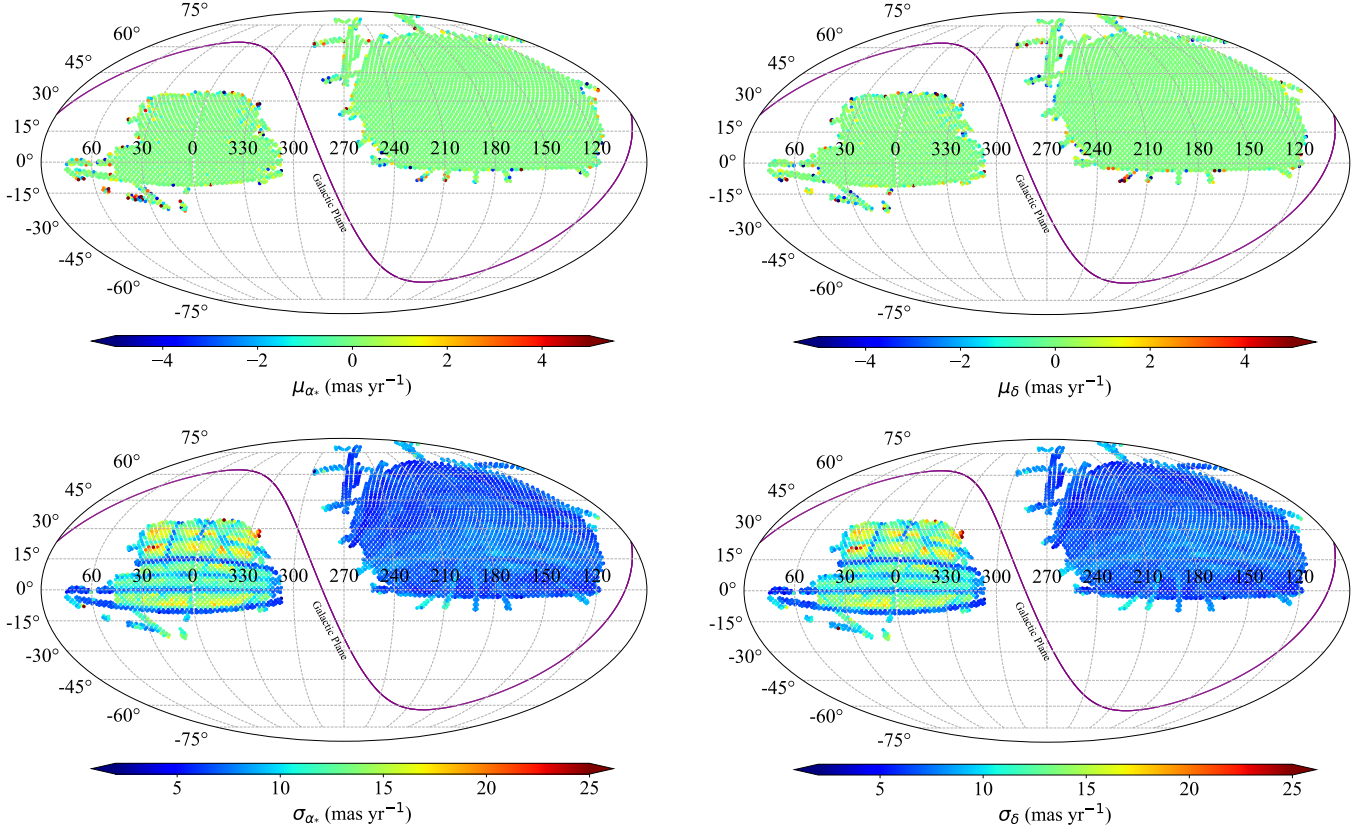 75° 75°
60° 60°
45° 45°
30° 30°
15° 15°
60 30 0 330 300 270 240 210 180 150 120 60 30 0 330 300 270 240 210 180 150 120
0° 0°
-15° -15°
Galactic Plane Galactic Plane
-30° -30°
-45° -45°
-60° -60°
-75° -75°
−4 −2 0 2 4 −4 −2 0 2 4
μα* (mas yr−1) μδ (mas yr−1)
75° 75°
60° 60°
45° 45°
30° 30°
15° 15°
60 30 0 330 300 270 240 210 180 150 120 60 30 0 330 300 270 240 210 180 150 120
0° 0°
-15° -15°
Galactic Plane Galactic Plane
-30° -30°
-45° -45°
-60° -60°
-75° -75°
5 10 15 20 25 5 10 15 20 25
σα* (mas yr−1) σδ (mas yr−1)